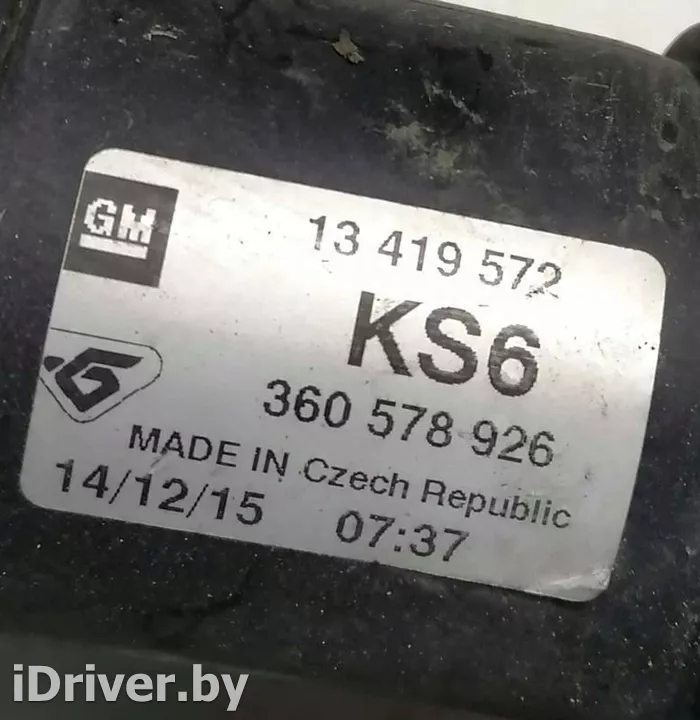 GM
13 419 572
KS6
360 578 926
MADE IN Czech Republic
14/12/15 07:37
iDriver.by